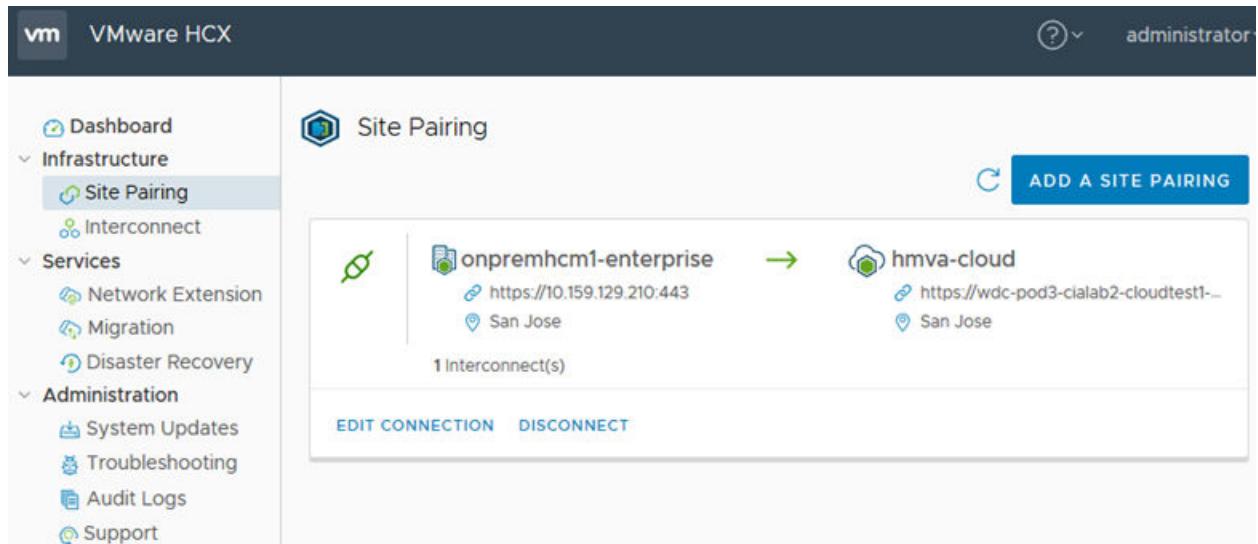 vm VMware HCX
administrator
Dashboard
Infrastructure
Site Pairing
Interconnect
Services
Network Extension
Migration
Disaster Recovery
Administration
System Updates
Troubleshooting
Audit Logs
Support
Site Pairing
ADD A SITE PAIRING
onpremhcm1-enterprise
https://10.159.129.210:443
San Jose
1 Interconnect(s)
hmva-cloud
https://wdc-pod3-cialab2-cloudtest1-...
San Jose
EDIT CONNECTION DISCONNECT